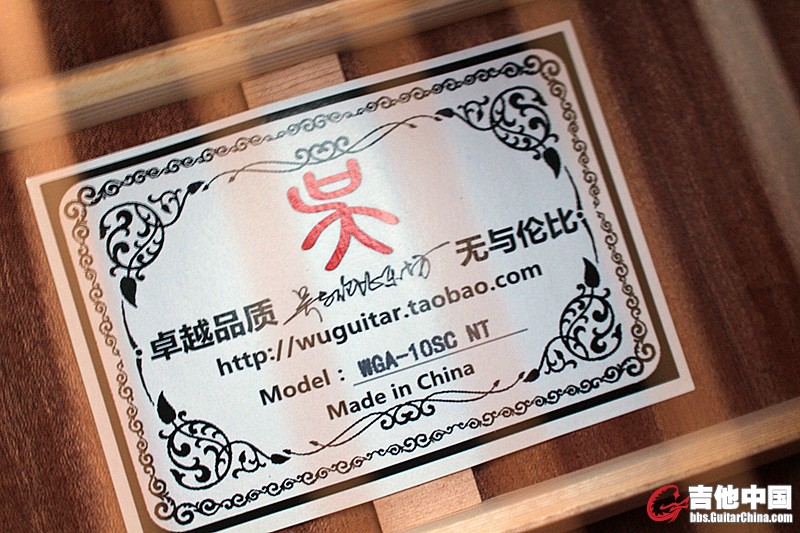 吴
卓越品质 无与伦比
http://wuguitar.taobao.com
Model : WGA-10SC NT
Made in China
吉他中国
bbs.GuitarChina.com